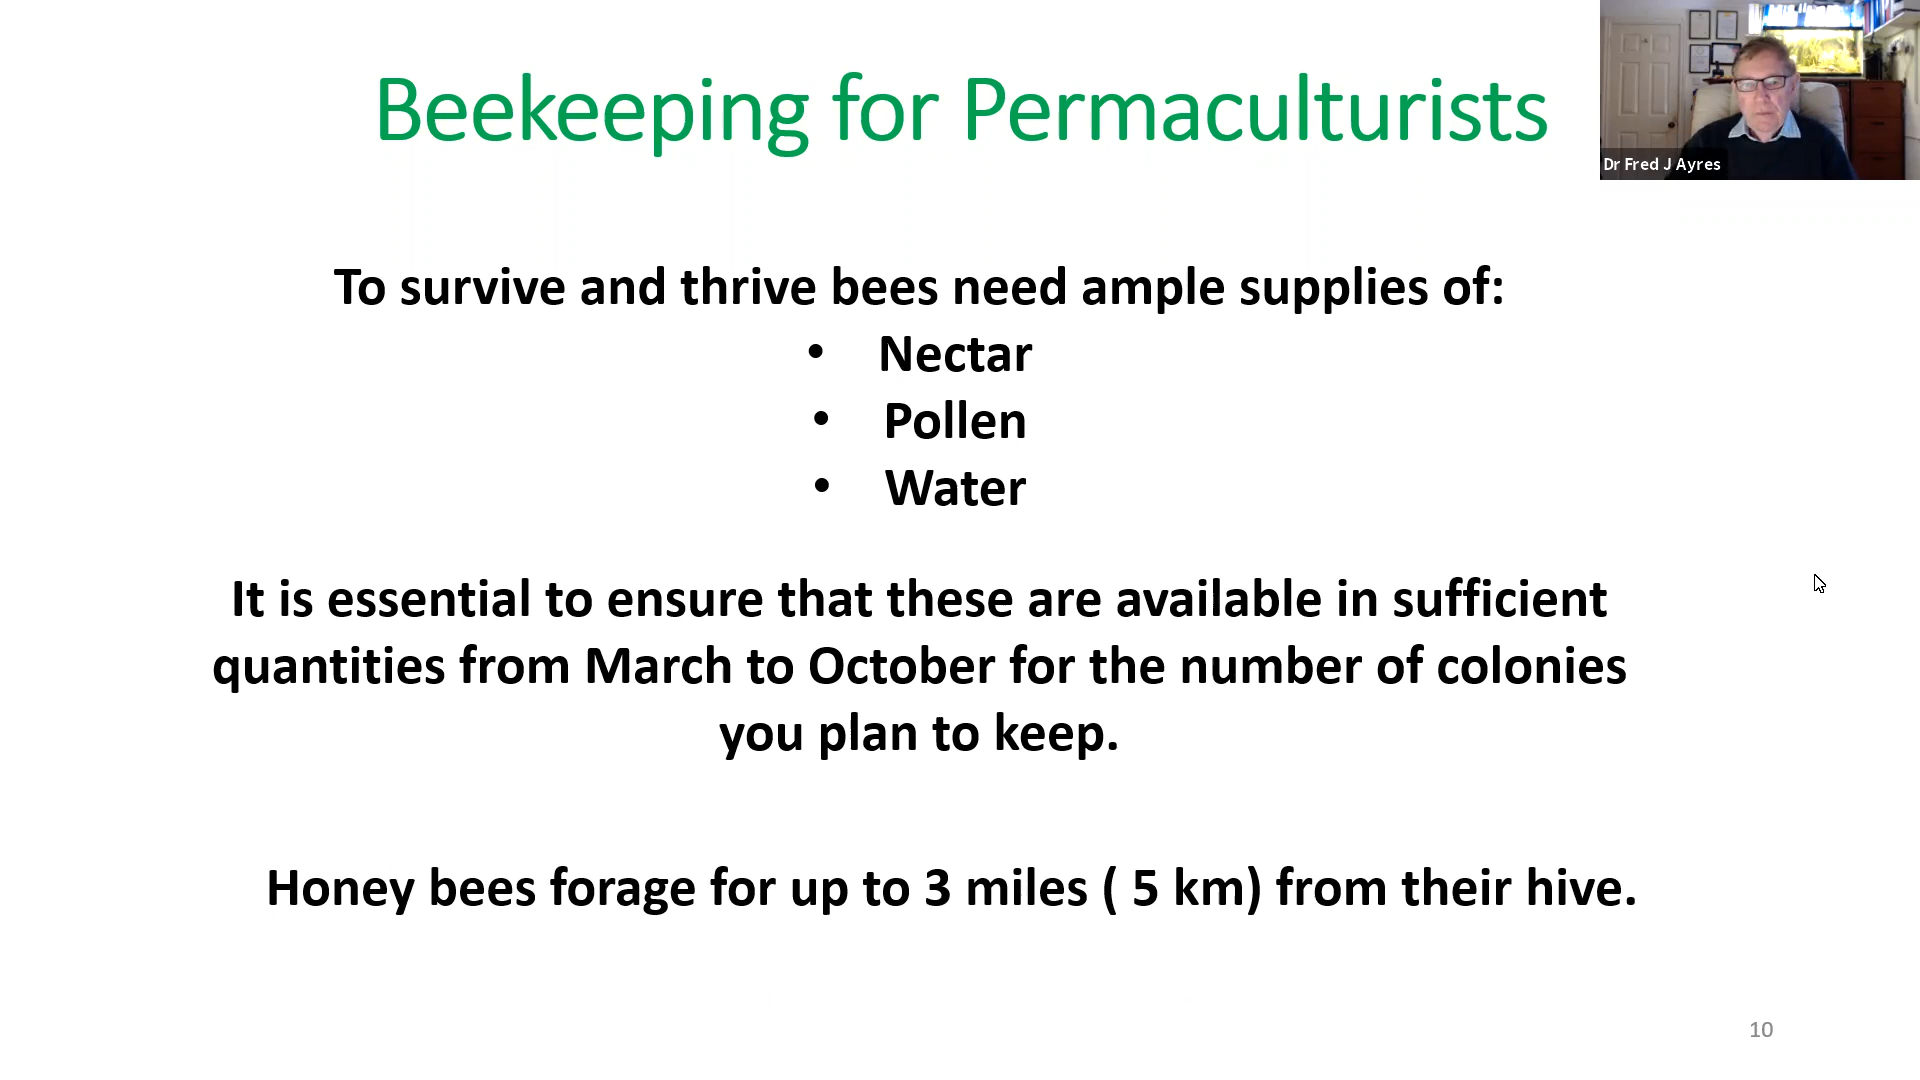 Beekeeping for Permaculturists
Dr Fred J Ayres
To survive and thrive bees need ample supplies of:
• Nectar
• Pollen
• Water
It is essential to ensure that these are available in sufficient
quantities from March to October for the number of colonies
you plan to keep.
Honey bees forage for up to 3 miles ( 5 km) from their hive.
10